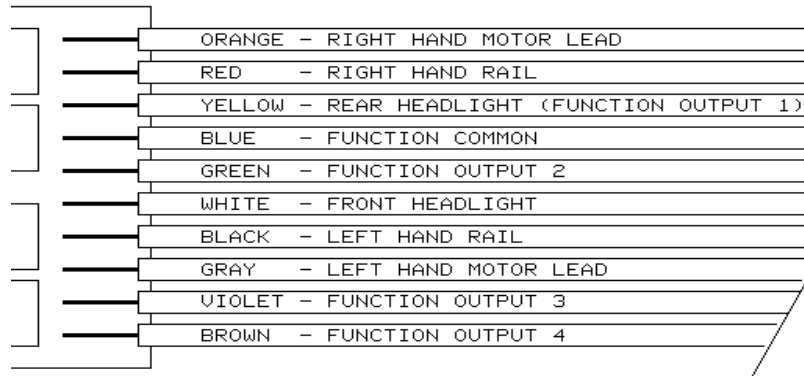 ORANGE - RIGHT HAND MOTOR LEAD
RED - RIGHT HAND RAIL
YELLOW - REAR HEADLIGHT (FUNCTION OUTPUT 1)
BLUE - FUNCTION COMMON
GREEN - FUNCTION OUTPUT 2
WHITE - FRONT HEADLIGHT
BLACK - LEFT HAND RAIL
GRAY - LEFT HAND MOTOR LEAD
VIOLET - FUNCTION OUTPUT 3
BROWN - FUNCTION OUTPUT 4